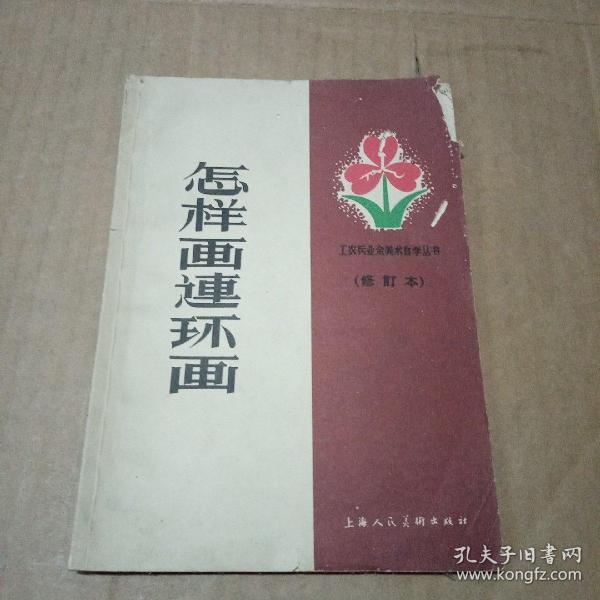 怎样画連环画
工农兵业余美术自学丛书
(修訂本)
上海人民美術出版社
孔夫子旧书网
www.kongfz.com